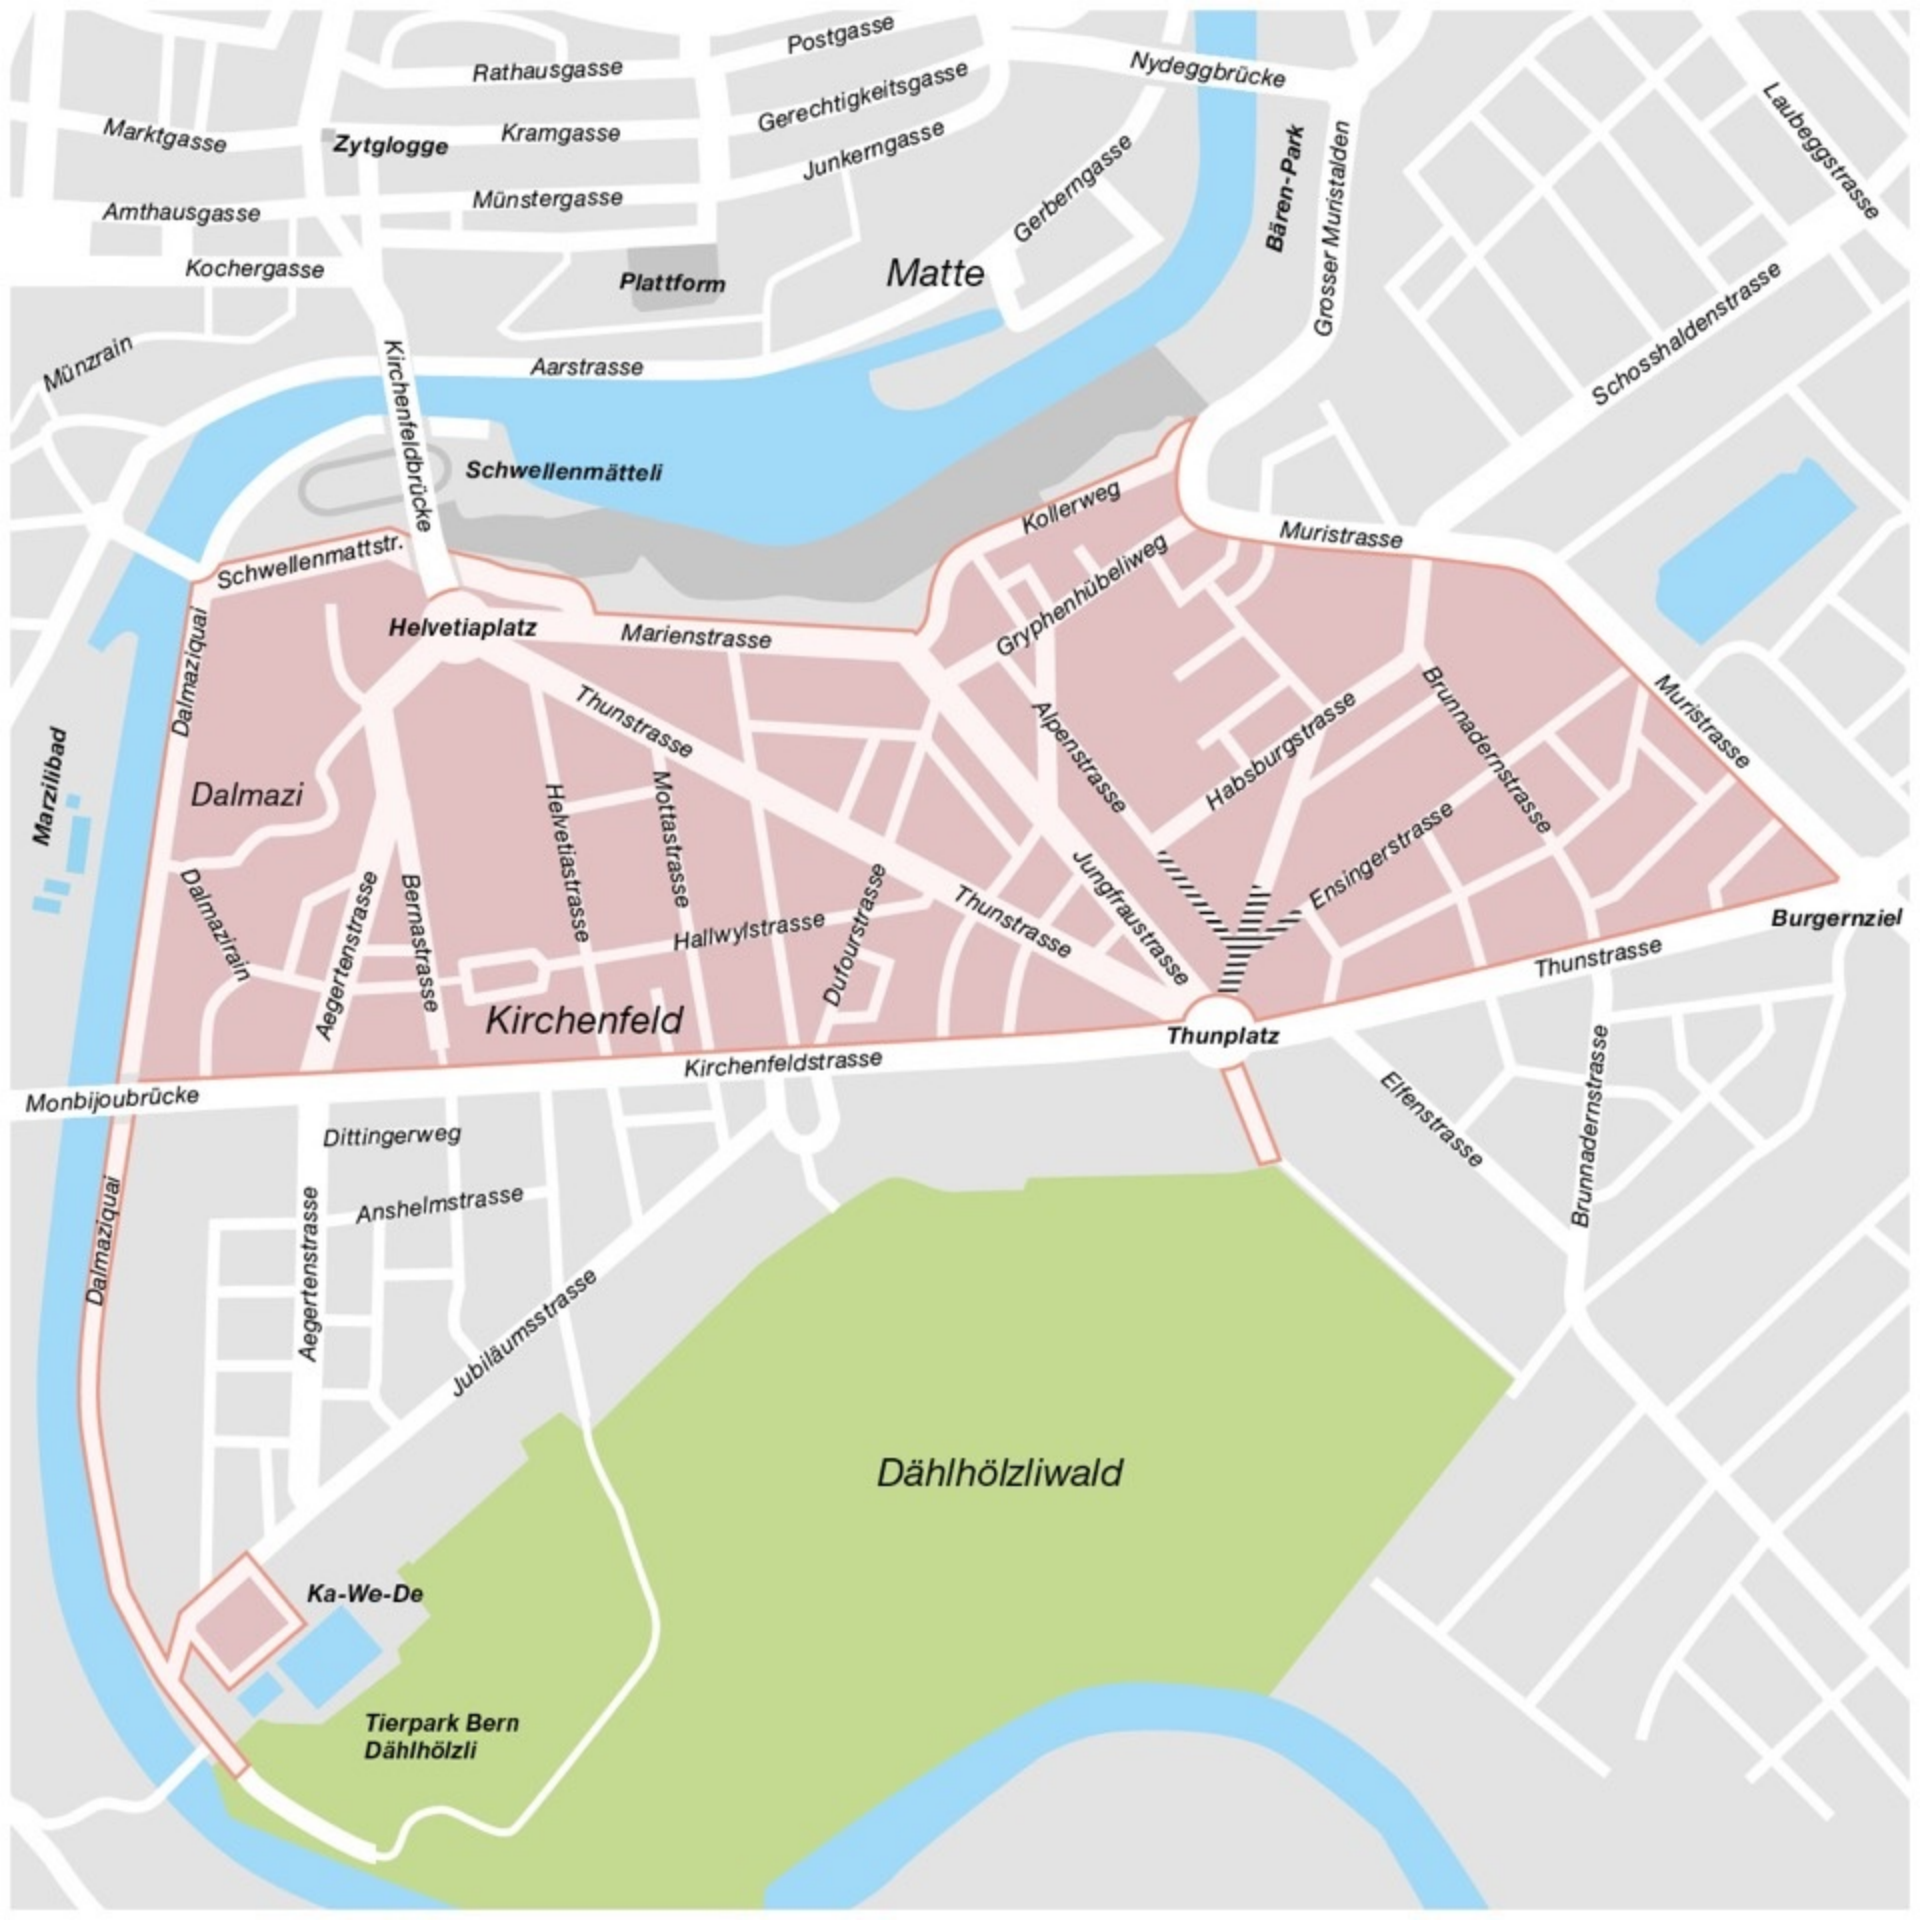 Postgasse
Rathausgasse
Nydeggbrücke
Gerechtigkeitsgasse
Laubeggstrasse
Marktgasse
Zytglogge
Kramgasse
Junkerngasse
Bären-Park
Grosser Muristalden
Amthausgasse
Münstergasse
Gerberngasse
Kochergasse
Plattform
Matte
Schosshaldenstrasse
Münzrain
Kirchenfeldbrücke
Aarstrasse
Schwellenmätteli
Kollerweg
Muristrasse
Schwellenmattstr.
Gryphenhübeliweg
Helvetiaplatz
Marienstrasse
Dalmaziquai
Thunstrasse
Alpenstrasse
Habsburgstrasse
Brunnadernstrasse
Muristrasse
Marzilibad
Dalmazi
Helvetiastrasse
Mottastrasse
Ensingerstrasse
Jungfraustrasse
Dalmazirain
Aegertenstrasse
Bernastrasse
Hallwylstrasse
Dufourstrasse
Thunstrasse
Burgernziel
Thunstrasse
Kirchenfeld
Thunplatz
Kirchenfeldstrasse
Monbijoubrücke
Elfenstrasse
Brunnadernstrasse
Dittingerweg
Dalmaziquai
Anshelmstrasse
Aegertenstrasse
Jubiläumsstrasse
Dählhölzliwald
Ka-We-De
Tierpark Bern
Dählhölzli